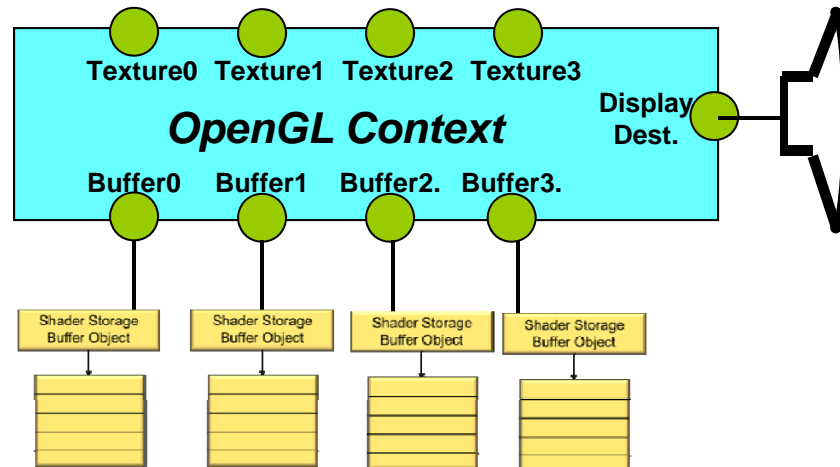 Texture0 Texture1 Texture2 Texture3
Display
Dest.
OpenGL Context
Buffer0 Buffer1 Buffer2. Buffer3.
Shader Storage
Buffer Object
Shader Storage
Buffer Object
Shader Storage
Buffer Object
Shader Storage
Buffer Object